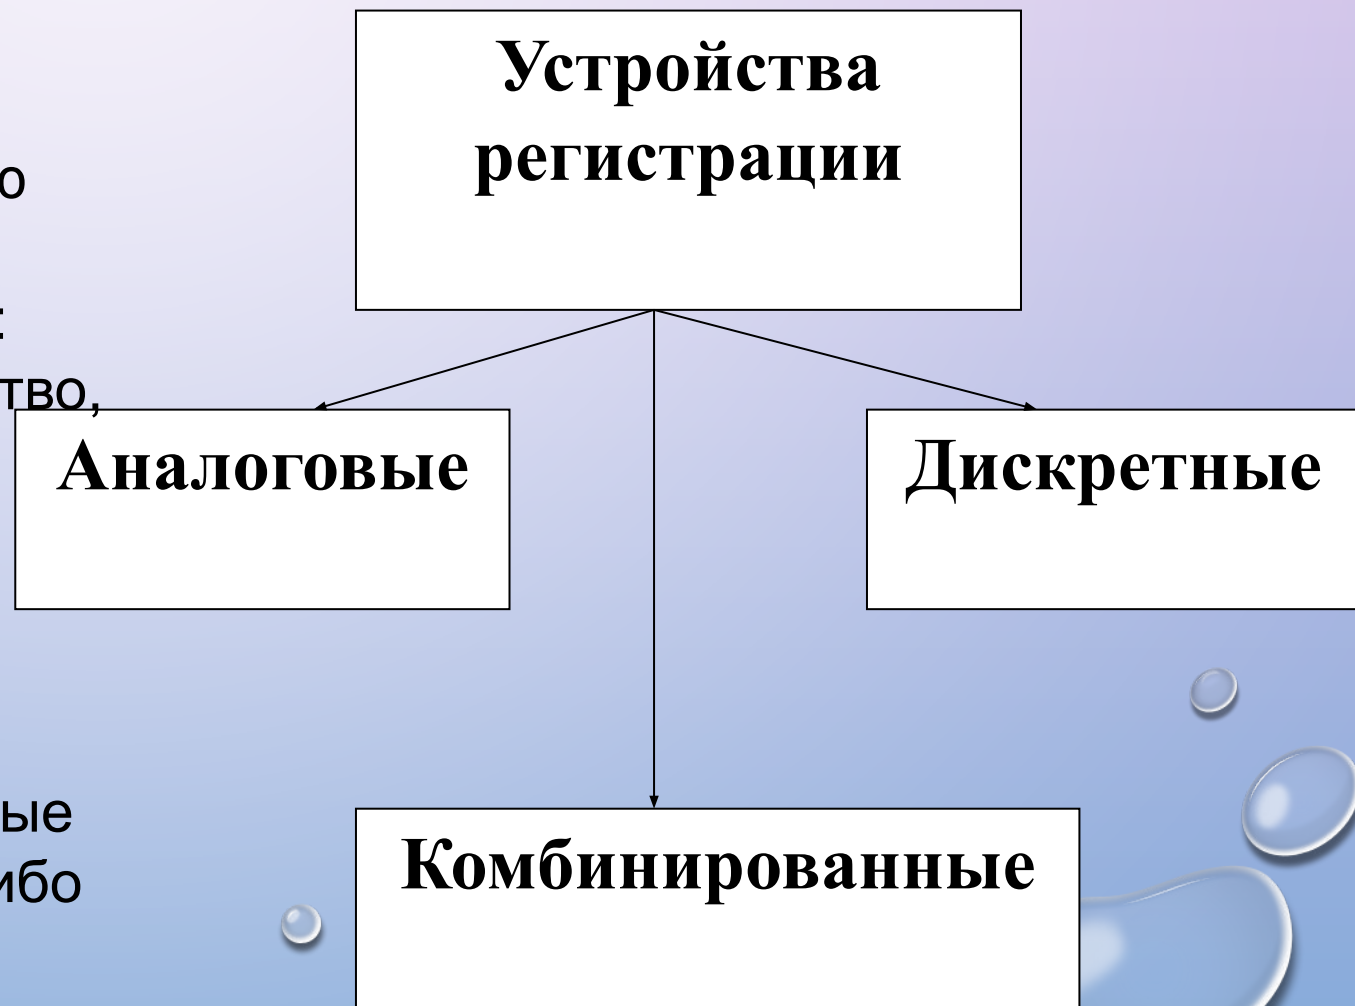 Устройства
регистрации
Аналоговые
Дискретные
Комбинированные